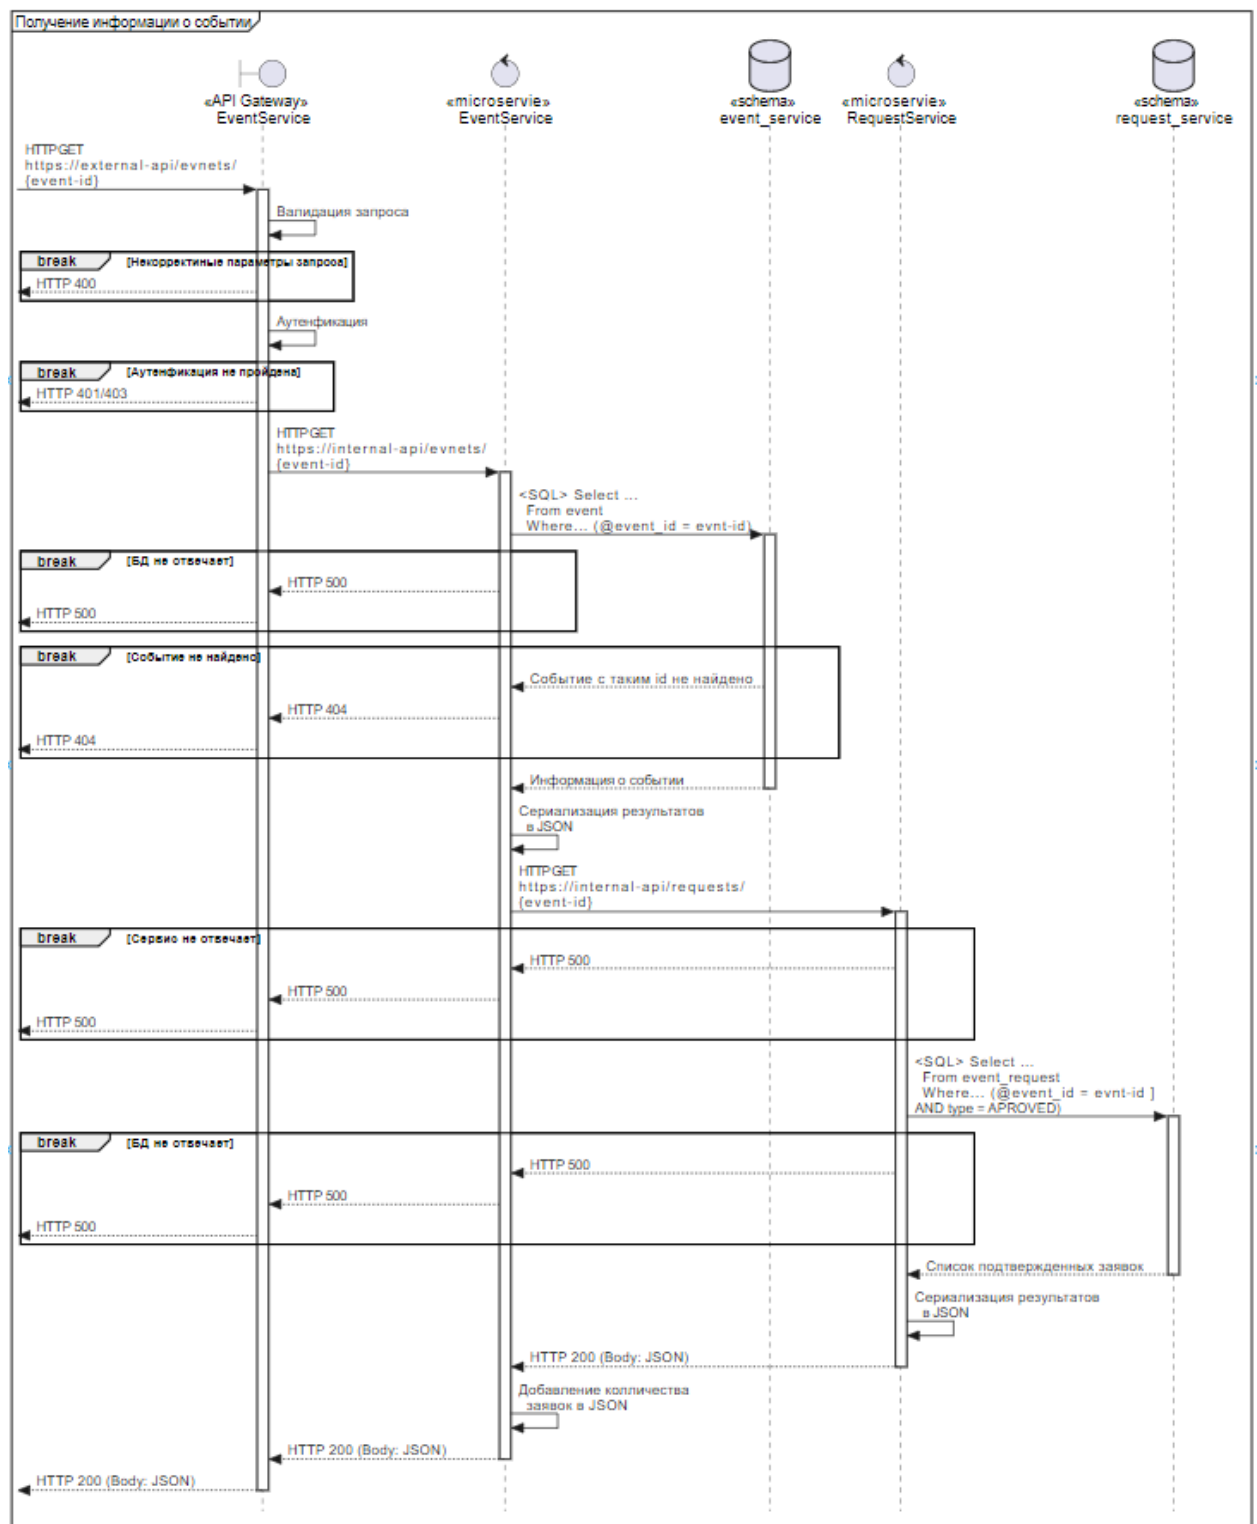 Получение информации о событии
«API Gateway»
EventService
«microservie»
EventService
«schema»
event_service
«microservie»
RequestService
«schema»
request_service
HTTPGET
https://external-api/evnets/
{event-id}
Валидация запроса
break [Некорректиные параметры запроса]
HTTP 400
Аутенфикация
break [Аутенфикация не пройдена]
HTTP 401/403
HTTPGET
https://internal-api/evnets/
{event-id}
<SQL> Select ...
From event
Where... (@event_id = evnt-id)
break [БД не отвечает]
HTTP 500
HTTP 500
break [Событие не найдено]
Событие с таким id не найдено
HTTP 404
HTTP 404
Информация о событии
Сериализация результатов
в JSON
HTTPGET
https://internal-api/requests/
{event-id}
break [Сервис не отвечает]
HTTP 500
HTTP 500
HTTP 500
<SQL> Select ...
From event_request
Where... (@event_id = evnt-id ]
AND type = APROVED)
break [БД не отвечает]
HTTP 500
HTTP 500
HTTP 500
Список подтвержденных заявок
Сериализация результатов
в JSON
HTTP 200 (Body: JSON)
Добавление колличества
заявок в JSON
HTTP 200 (Body: JSON)
HTTP 200 (Body: JSON)